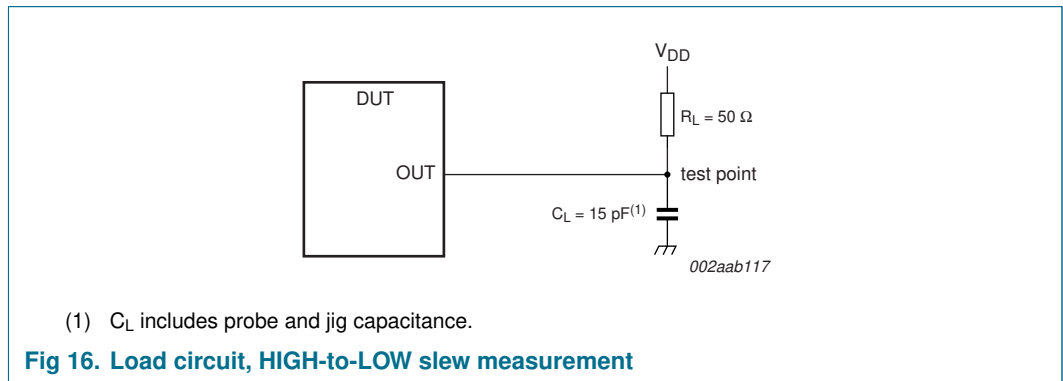 VDD
DUT
RL = 50 Ω
OUT
test point
CL = 15 pF(1)
002aab117
(1) CL includes probe and jig capacitance.
Fig 16. Load circuit, HIGH-to-LOW slew measurement